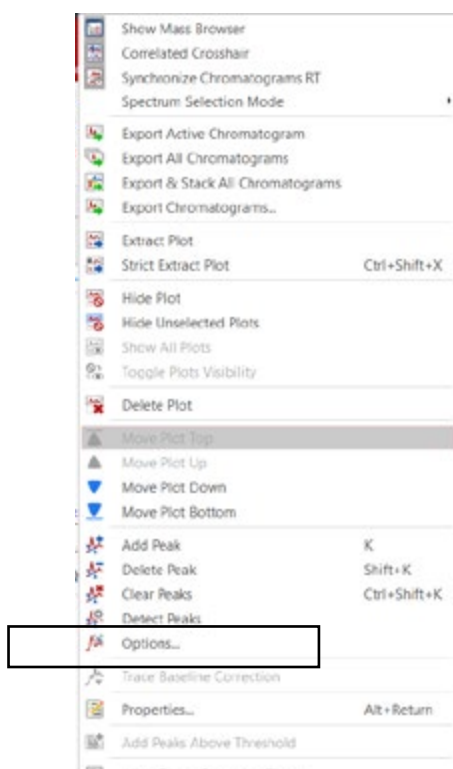 Show Mass Browser
Correlated Crosshair
Synchronize Chromatograms RT
Spectrum Selection Mode
Export Active Chromatogram
Export All Chromatograms
Export & Stack All Chromatograms
Export Chromatograms...
Extract Plot
Strict Extract Plot Ctrl+Shift+X
Hide Plot
Hide Unselected Plots
Show All Plots
Toggle Plots Visibility
Delete Plot
Move Plot Top
Move Plot Up
Move Plot Down
Move Plot Bottom
Add Peak K
Delete Peak Shift+K
Clear Peaks Ctrl+Shift+K
Detect Peaks
Options...
Trace Baseline Correction
Properties... Alt+Return
Add Peaks Above Threshold